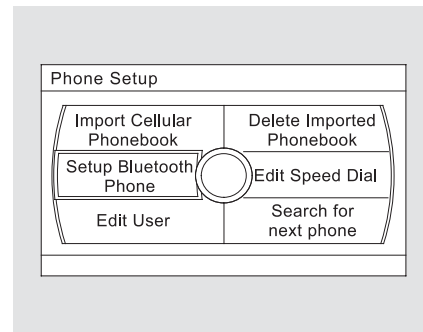 Phone Setup
Import Cellular
Phonebook
Delete Imported
Phonebook
Setup Bluetooth
Phone
Edit Speed Dial
Edit User
Search for
next phone